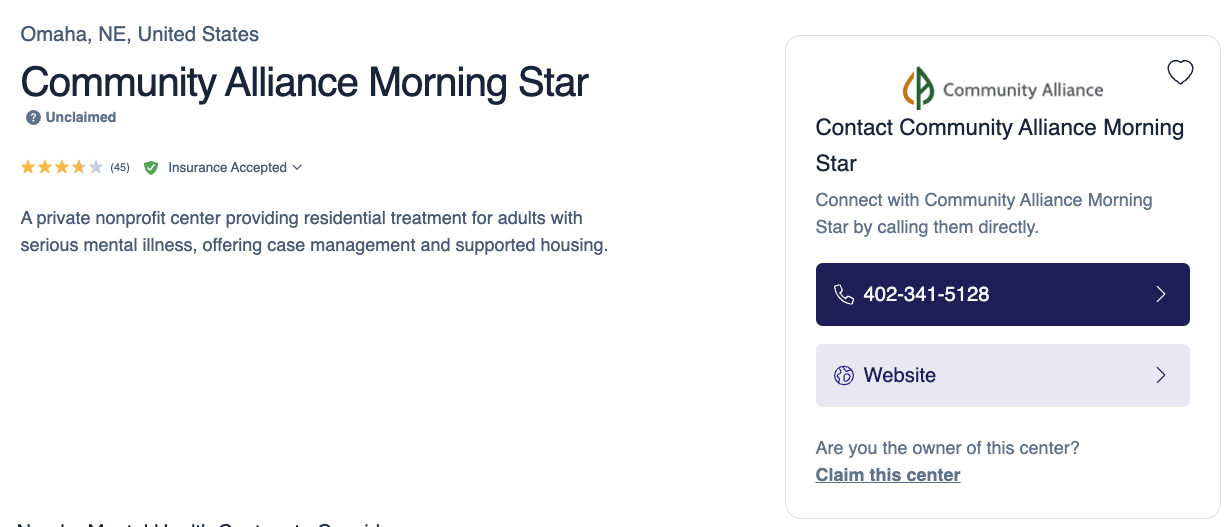 Omaha, NE, United States
Community Alliance Morning Star
? Unclaimed
(45) Insurance Accepted
A private nonprofit center providing residential treatment for adults with
serious mental illness, offering case management and supported housing.
Community Alliance
Contact Community Alliance Morning
Star
Connect with Community Alliance Morning
Star by calling them directly.
402-341-5128
Website
Are you the owner of this center?
Claim this center